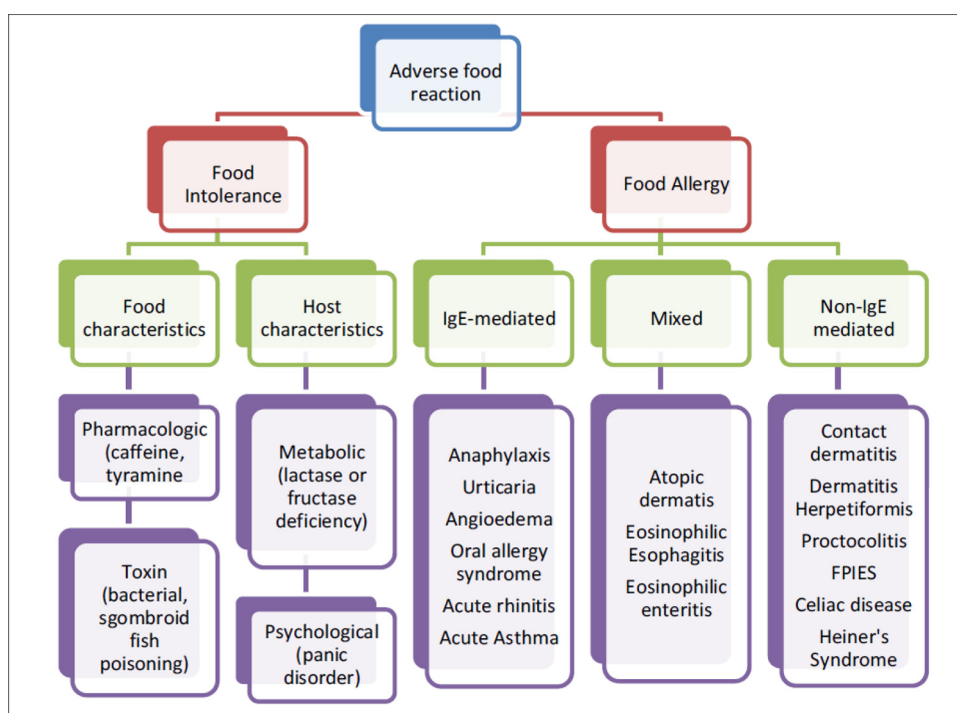 Adverse food
reaction
Food
Intolerance
Food Allergy
Food
characteristics
Host
characteristics
IgE-mediated
Mixed
Non-IgE
mediated
Pharmacologic
(caffeine,
tyramine
Toxin
(bacterial,
sgombroid
fish
poisoning)
Metabolic
(lactase or
fructase
deficiency)
Psychological
(panic
disorder)
Anaphylaxis
Urticaria
Angioedema
Oral allergy
syndrome
Acute rhinitis
Acute Asthma
Atopic
dermatis
Eosinophilic
Esophagitis
Eosinophilic
enteritis
Contact
dermatitis
Dermatitis
Herpetiformis
Proctocolitis
FPIES
Celiac disease
Heiner's
Syndrome